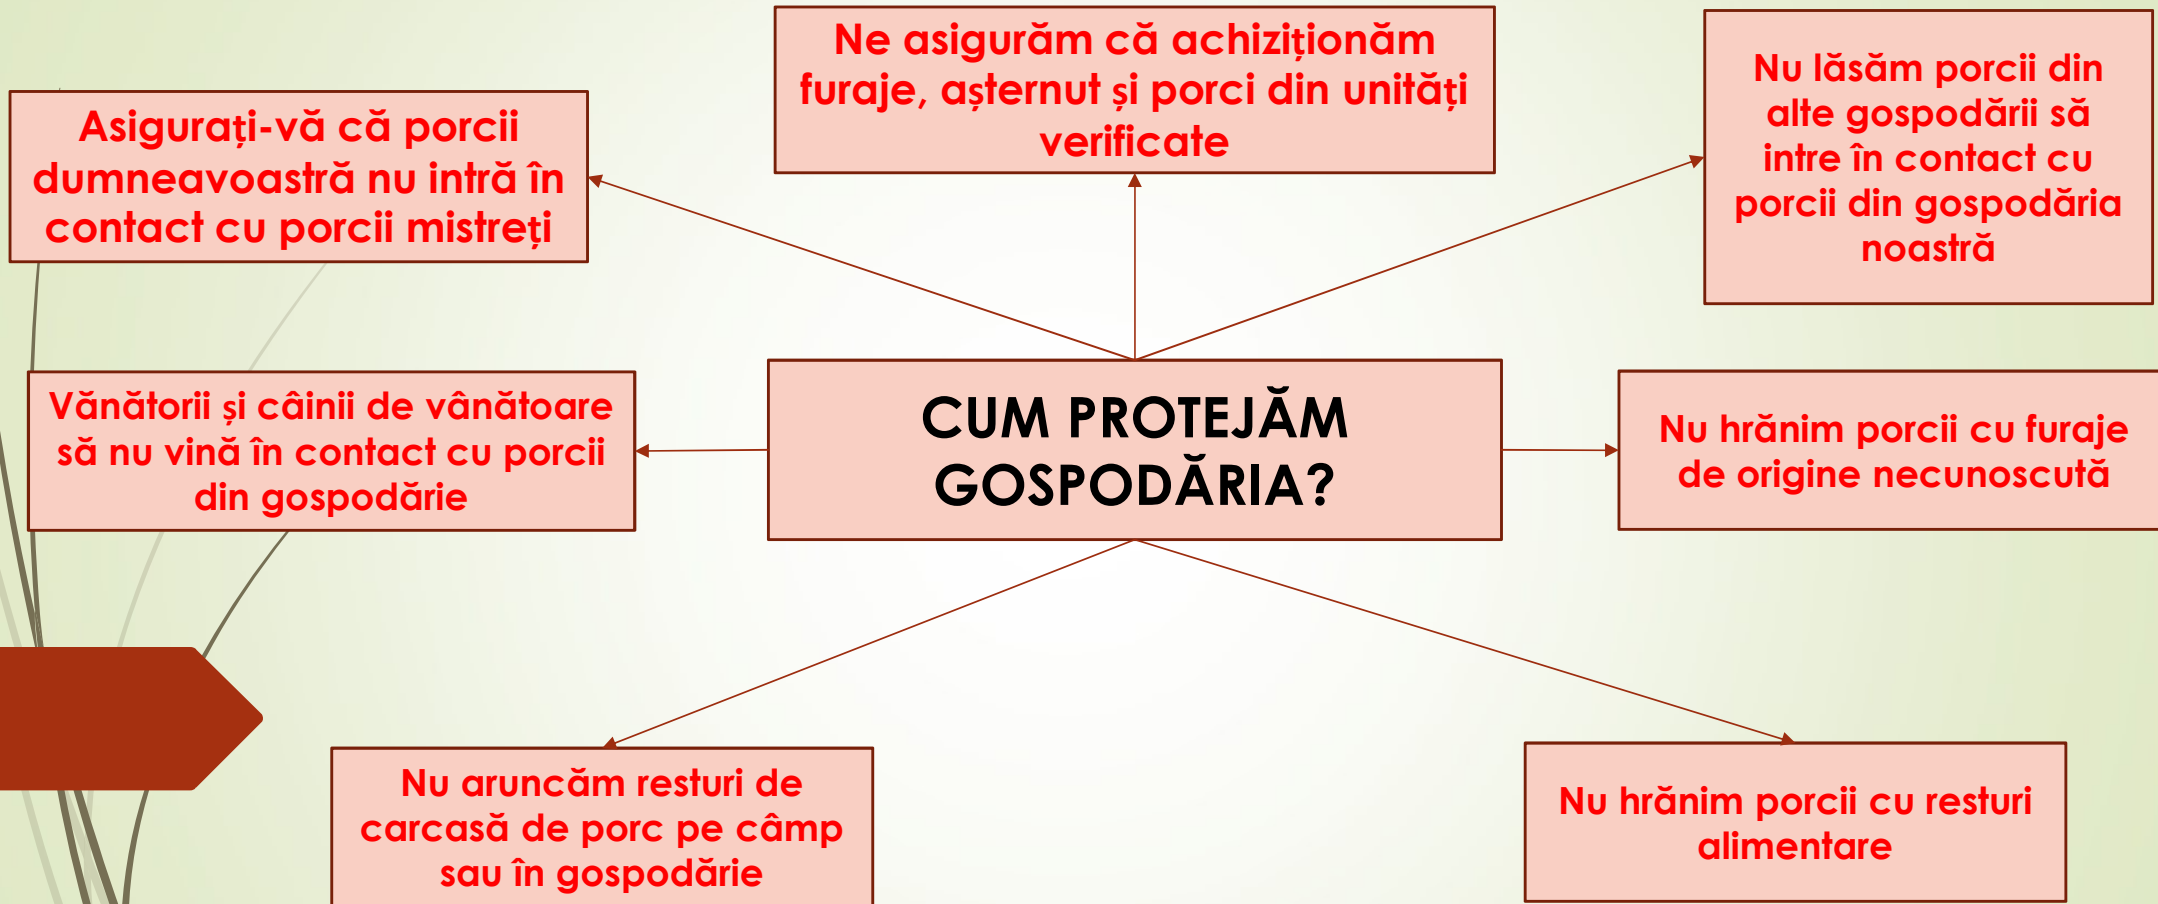 Ne asigurăm că achiziționăm
furaje, așternut și porci din unități
verificate
Asigurați-vă că porcii
dumneavoastră nu intră în
contact cu porcii mistreți
Nu lăsăm porcii din
alte gospodării să
intre în contact cu
porcii din gospodăria
noastră
Vănătorii și câinii de vânătoare
să nu vină în contact cu porcii
din gospodărie
CUM PROTEJĂM
GOSPODĂRIA?
Nu hrănim porcii cu furaje
de origine necunoscută
Nu aruncăm resturi de
carcasă de porc pe câmp
sau în gospodărie
Nu hrănim porcii cu resturi
alimentare